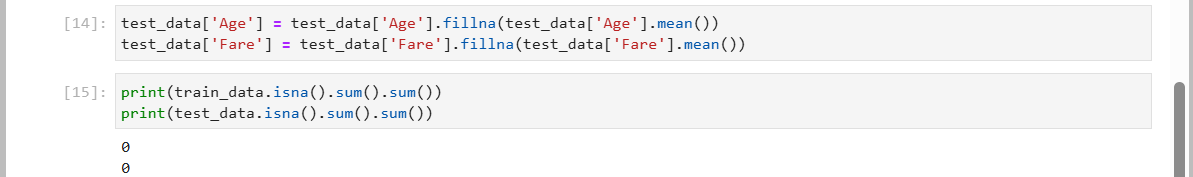 [14]: test_data['Age'] = test_data['Age'].fillna(test_data['Age'].mean())
test_data['Fare'] = test_data['Fare'].fillna(test_data['Fare'].mean())
[15]: print(train_data.isna().sum().sum())
print(test_data.isna().sum().sum())
0
0